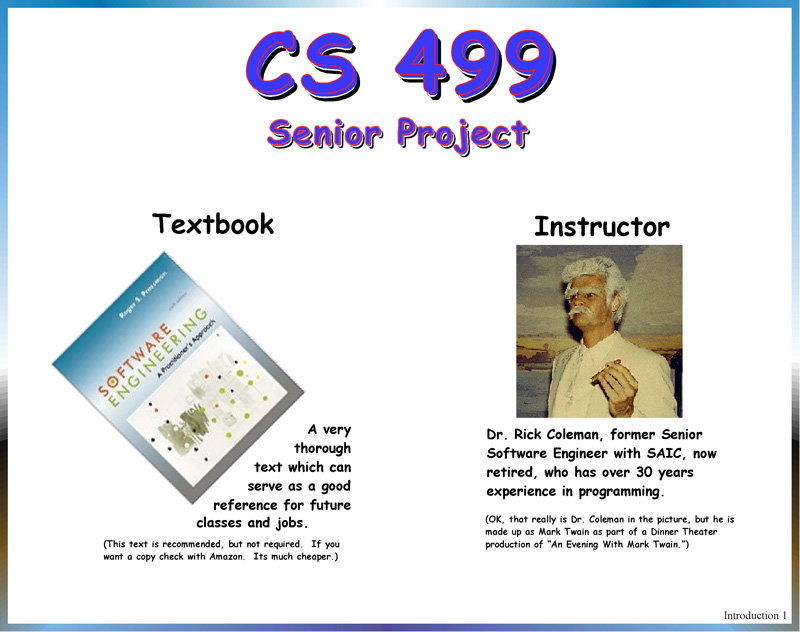 CS 499
Senior Project
Textbook
Roger S. Pressman
SOFTWARE
ENGINEERING
A Practitioner's Approach
A very
thorough
text which can
serve as a good
reference for future
classes and jobs.
(This text is recommended, but not required.  If you
want a copy check with Amazon.  Its much cheaper.)
Instructor
Dr. Rick Coleman, former Senior
Software Engineer with SAIC, now
retired, who has over 30 years
experience in programming.
(OK, that really is Dr. Coleman in the picture, but he is
made up as Mark Twain as part of a Dinner Theater
production of "An Evening With Mark Twain.")
Introduction 1